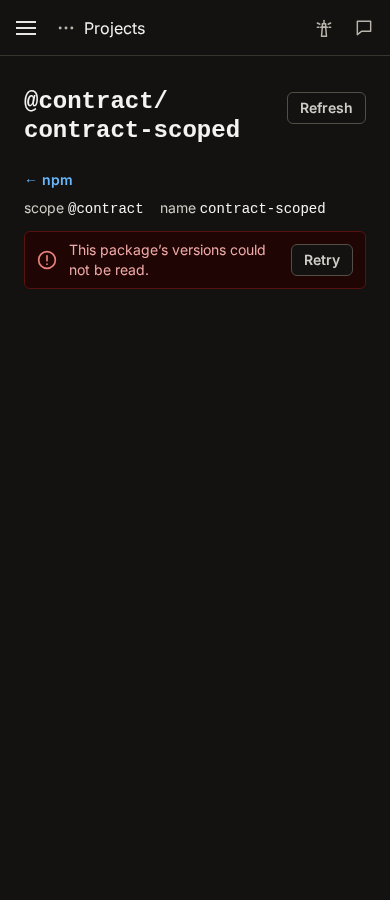 Projects
@contract/
contract-scoped
Refresh
← npm
scope @contract name contract-scoped
This package's versions could
not be read.
Retry